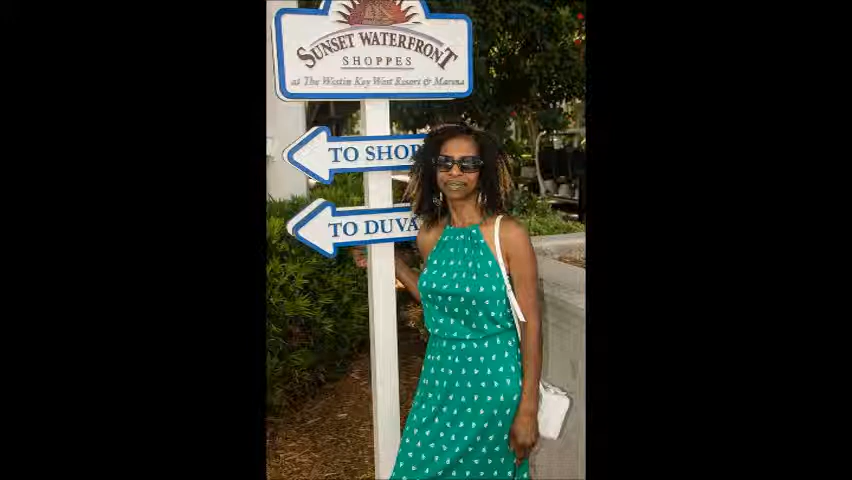 SUNSET WATERFRONT
SHOPPES
at The Westin Key West Resort & Marina
TO SHOP
TO DUVA